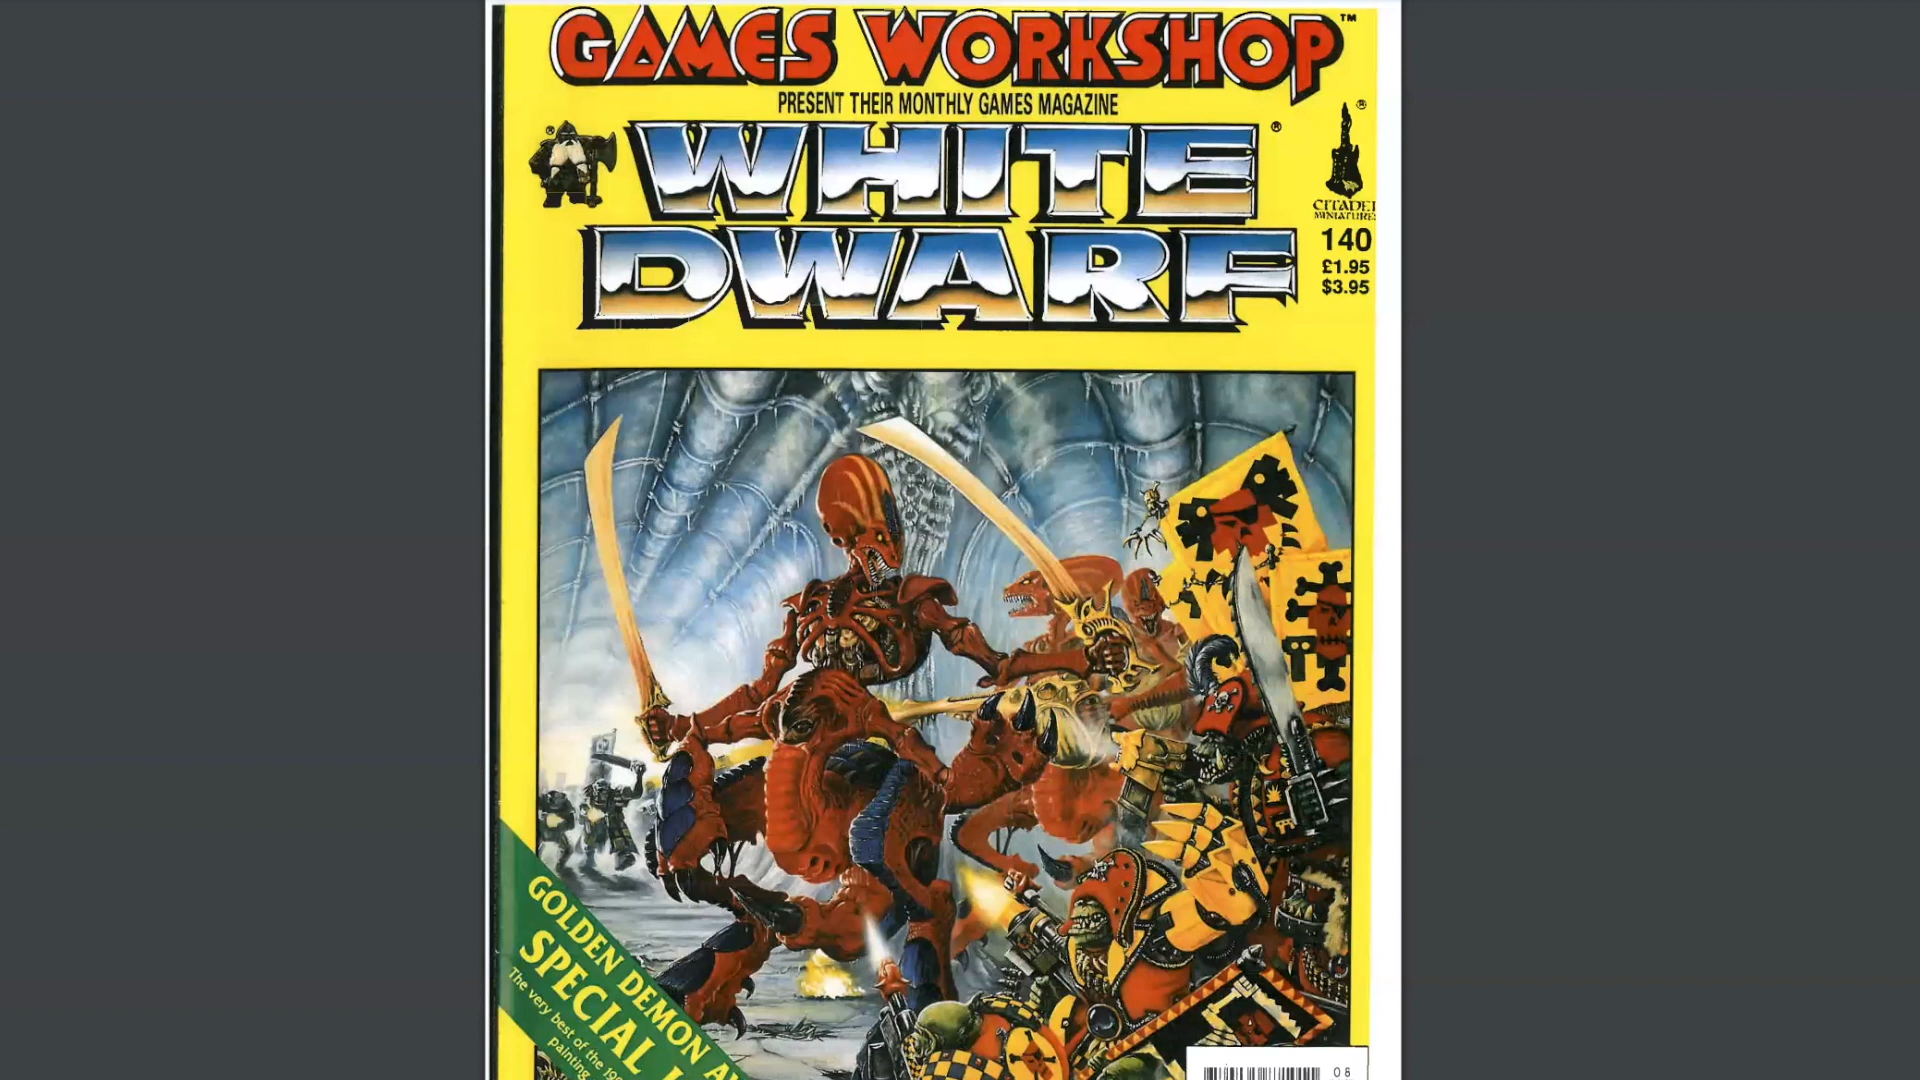 GAMES WORKSHOP™
PRESENT THEIR MONTHLY GAMES MAGAZINE
WHITE
DWARF
CITADEL
MINIATURES
140
£1.95
$3.95
GOLDEN DEMON
SPECIAL
The very best of the
painting
08